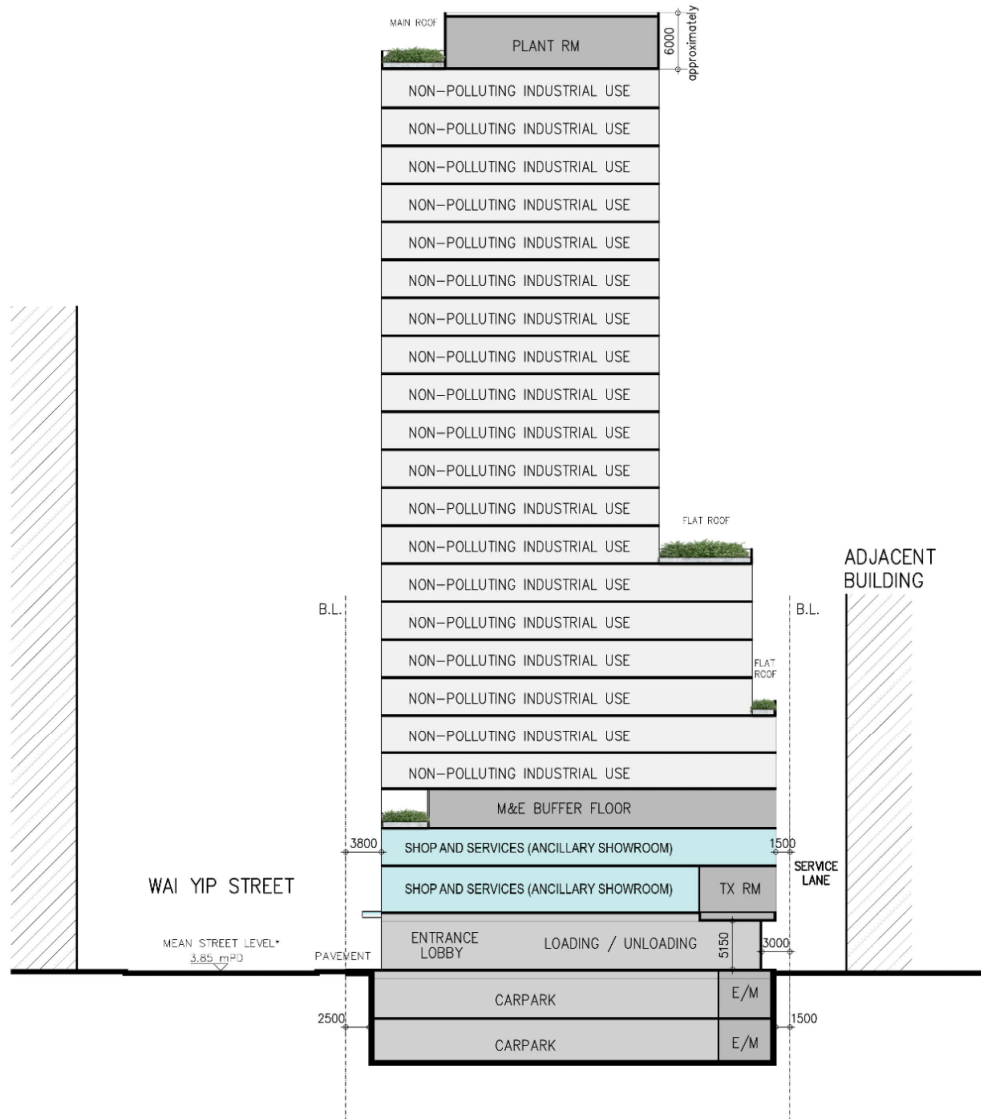 MAIN ROOF
PLANT RM
6000
approximately
NON-POLLUTING INDUSTRIAL USE
NON-POLLUTING INDUSTRIAL USE
NON-POLLUTING INDUSTRIAL USE
NON-POLLUTING INDUSTRIAL USE
NON-POLLUTING INDUSTRIAL USE
NON-POLLUTING INDUSTRIAL USE
NON-POLLUTING INDUSTRIAL USE
NON-POLLUTING INDUSTRIAL USE
NON-POLLUTING INDUSTRIAL USE
NON-POLLUTING INDUSTRIAL USE
NON-POLLUTING INDUSTRIAL USE
NON-POLLUTING INDUSTRIAL USE
FLAT ROOF
NON-POLLUTING INDUSTRIAL USE
ADJACENT
BUILDING
NON-POLLUTING INDUSTRIAL USE
B.L.
B.L.
NON-POLLUTING INDUSTRIAL USE
NON-POLLUTING INDUSTRIAL USE
FLAT
ROOF
NON-POLLUTING INDUSTRIAL USE
NON-POLLUTING INDUSTRIAL USE
NON-POLLUTING INDUSTRIAL USE
M&E BUFFER FLOOR
3800
SHOP AND SERVICES (ANCILLARY SHOWROOM)
1500
SERVICE
LANE
WAI YIP STREET
SHOP AND SERVICES (ANCILLARY SHOWROOM)
TX RM
MEAN STREET LEVEL*
3.85 mPD
PAVEMENT
ENTRANCE
LOBBY
LOADING / UNLOADING
5150
3000
CARPARK
E/M
2500
1500
CARPARK
E/M